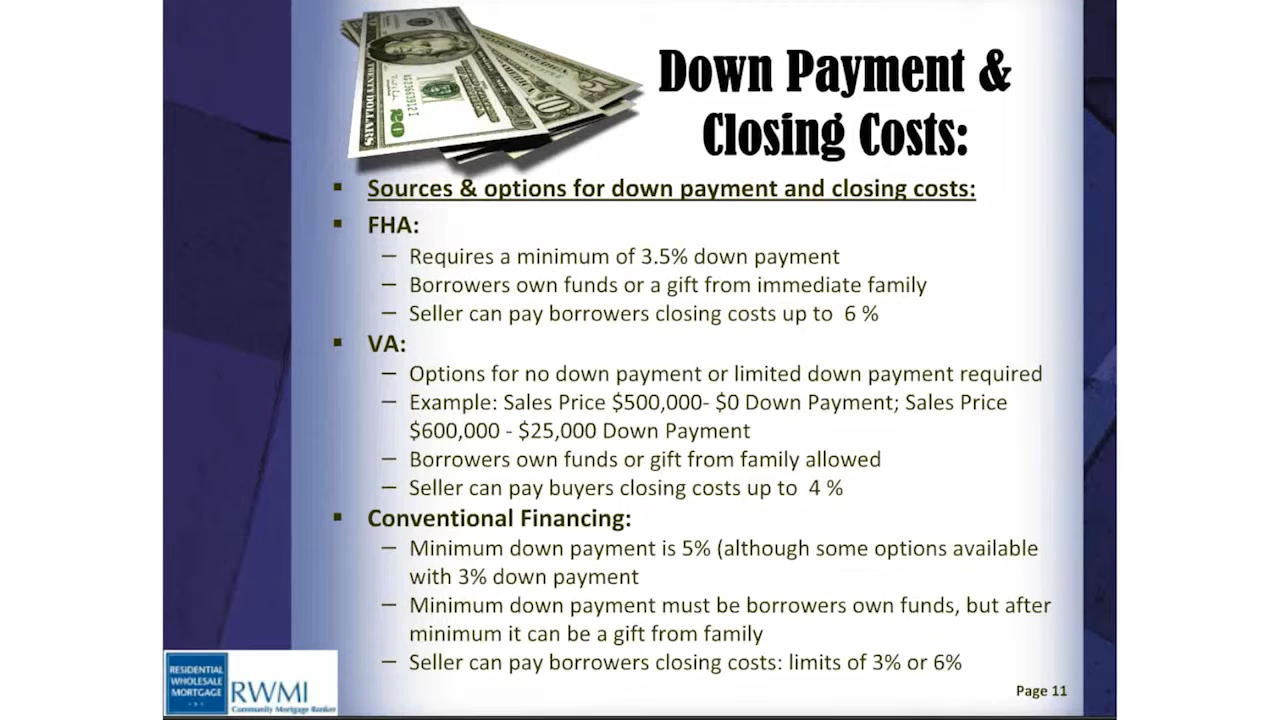 Down Payment &
Closing Costs:
▪ Sources & options for down payment and closing costs:
▪ FHA:
– Requires a minimum of 3.5% down payment
– Borrowers own funds or a gift from immediate family
– Seller can pay borrowers closing costs up to 6 %
▪ VA:
– Options for no down payment or limited down payment required
– Example: Sales Price $500,000- $0 Down Payment; Sales Price
$600,000 - $25,000 Down Payment
– Borrowers own funds or gift from family allowed
– Seller can pay buyers closing costs up to 4 %
▪ Conventional Financing:
– Minimum down payment is 5% (although some options available
with 3% down payment
– Minimum down payment must be borrowers own funds, but after
minimum it can be a gift from family
– Seller can pay borrowers closing costs: limits of 3% or 6%
Page 11
RESIDENTIAL
WHOLESALE
MORTGAGE
RWMI
Community Mortgage Banker
TWENTY DOLLARS
20